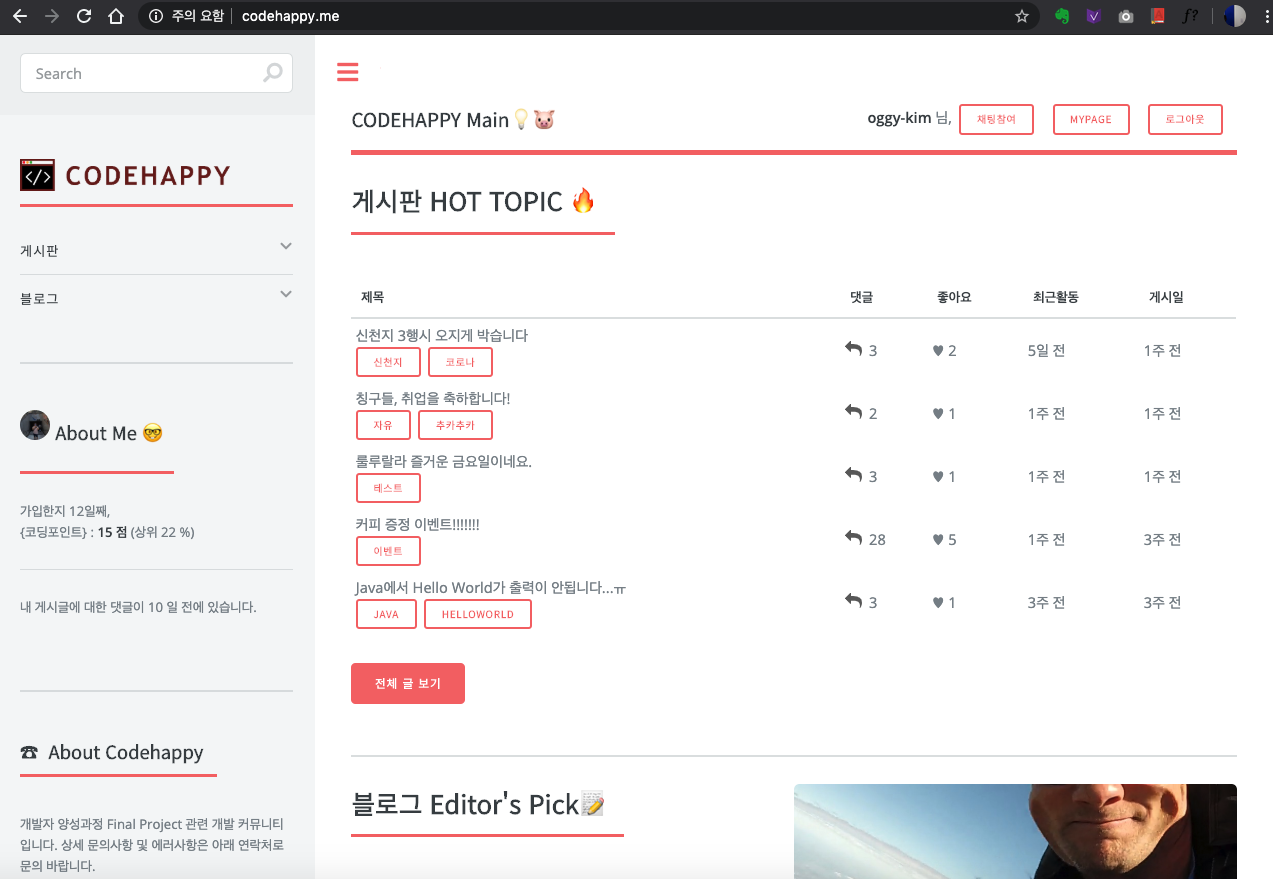 주의 요함 codehappy.me
Search
</> CODEHAPPY
게시판
블로그
About Me 🤓
가입한지 12일째,
{코딩포인트} : 15 점 (상위 22 %)
내 게시글에 대한 댓글이 10 일 전에 있습니다.
☎ About Codehappy
개발자 양성과정 Final Project 관련 개발 커뮤니티
입니다. 상세 문의사항 및 에러사항은 아래 연락처로
문의 바랍니다.
CODEHAPPY Main💡🐷
oggy-kim 님, 채팅참여 MYPAGE 로그아웃
게시판 HOT TOPIC 🔥
제목 댓글 좋아요 최근활동 게시일
신천지 3행시 오지게 박습니다
신천지 코로나
3 ♥ 2 5일 전 1주 전
칭구들, 취업을 축하합니다!
자유 추카추카
2 ♥ 1 1주 전 1주 전
룰루랄라 즐거운 금요일이네요.
테스트
3 ♥ 1 1주 전 1주 전
커피 증정 이벤트!!!!!!!
이벤트
28 ♥ 5 1주 전 3주 전
Java에서 Hello World가 출력이 안됩니다...ㅠ
JAVA HELLOWORLD
3 ♥ 1 3주 전 3주 전
전체 글 보기
블로그 Editor's Pick📝